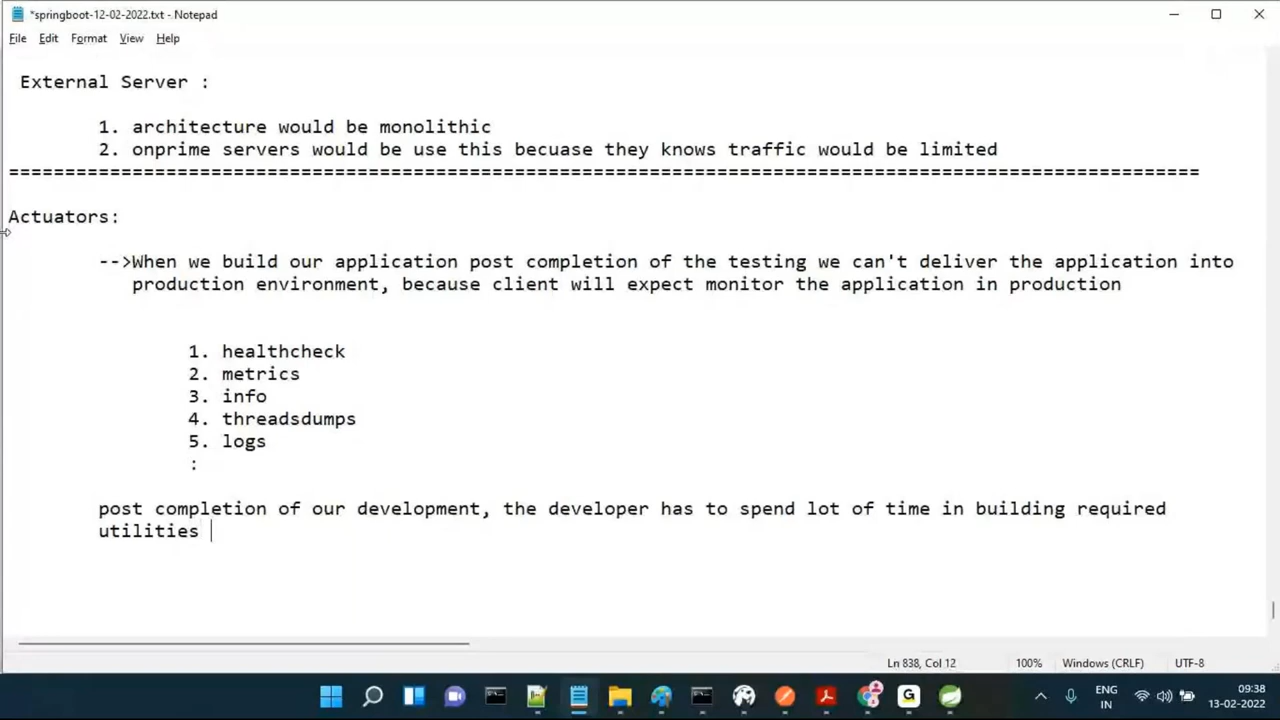 *springboot-12-02-2022.txt - Notepad
File Edit Format View Help
External Server :
1. architecture would be monolithic
2. onprime servers would be use this becuase they knows traffic would be limited
==========================================================================================================
Actuators:
-->When we build our application post completion of the testing we can't deliver the application into
production environment, because client will expect monitor the application in production
1. healthcheck
2. metrics
3. info
4. threadsdumps
5. logs
:
post completion of our development, the developer has to spend lot of time in building required
utilities
Ln 838, Col 12 100% Windows (CRLF) UTF-8
ENG 09:38
IN 13-02-2022